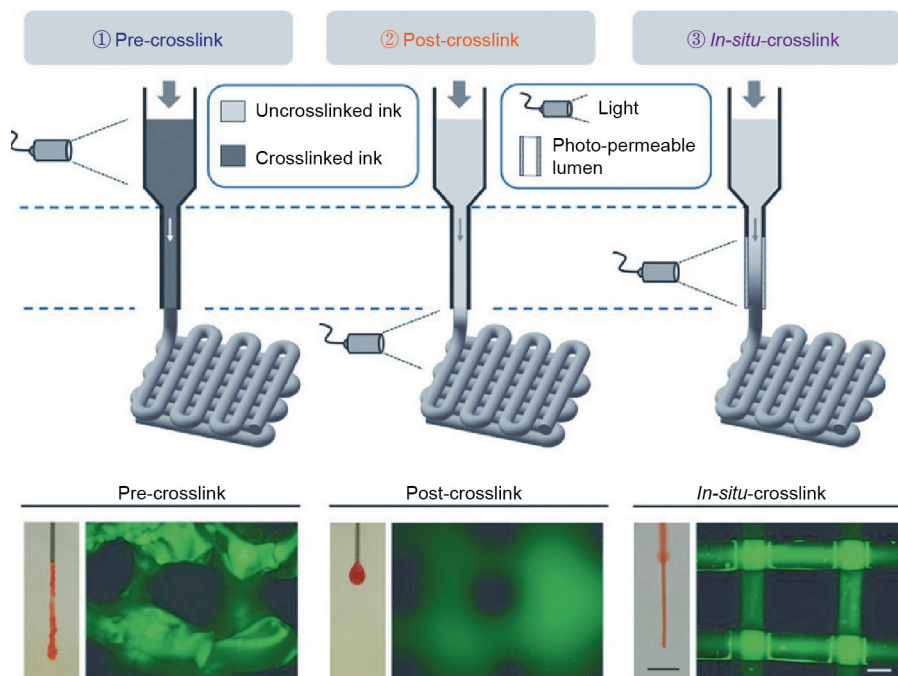 ① Pre-crosslink
② Post-crosslink
③ In-situ-crosslink
Uncrosslinked ink
Crosslinked ink
Light
Photo-permeable
lumen
Pre-crosslink
Post-crosslink
In-situ-crosslink